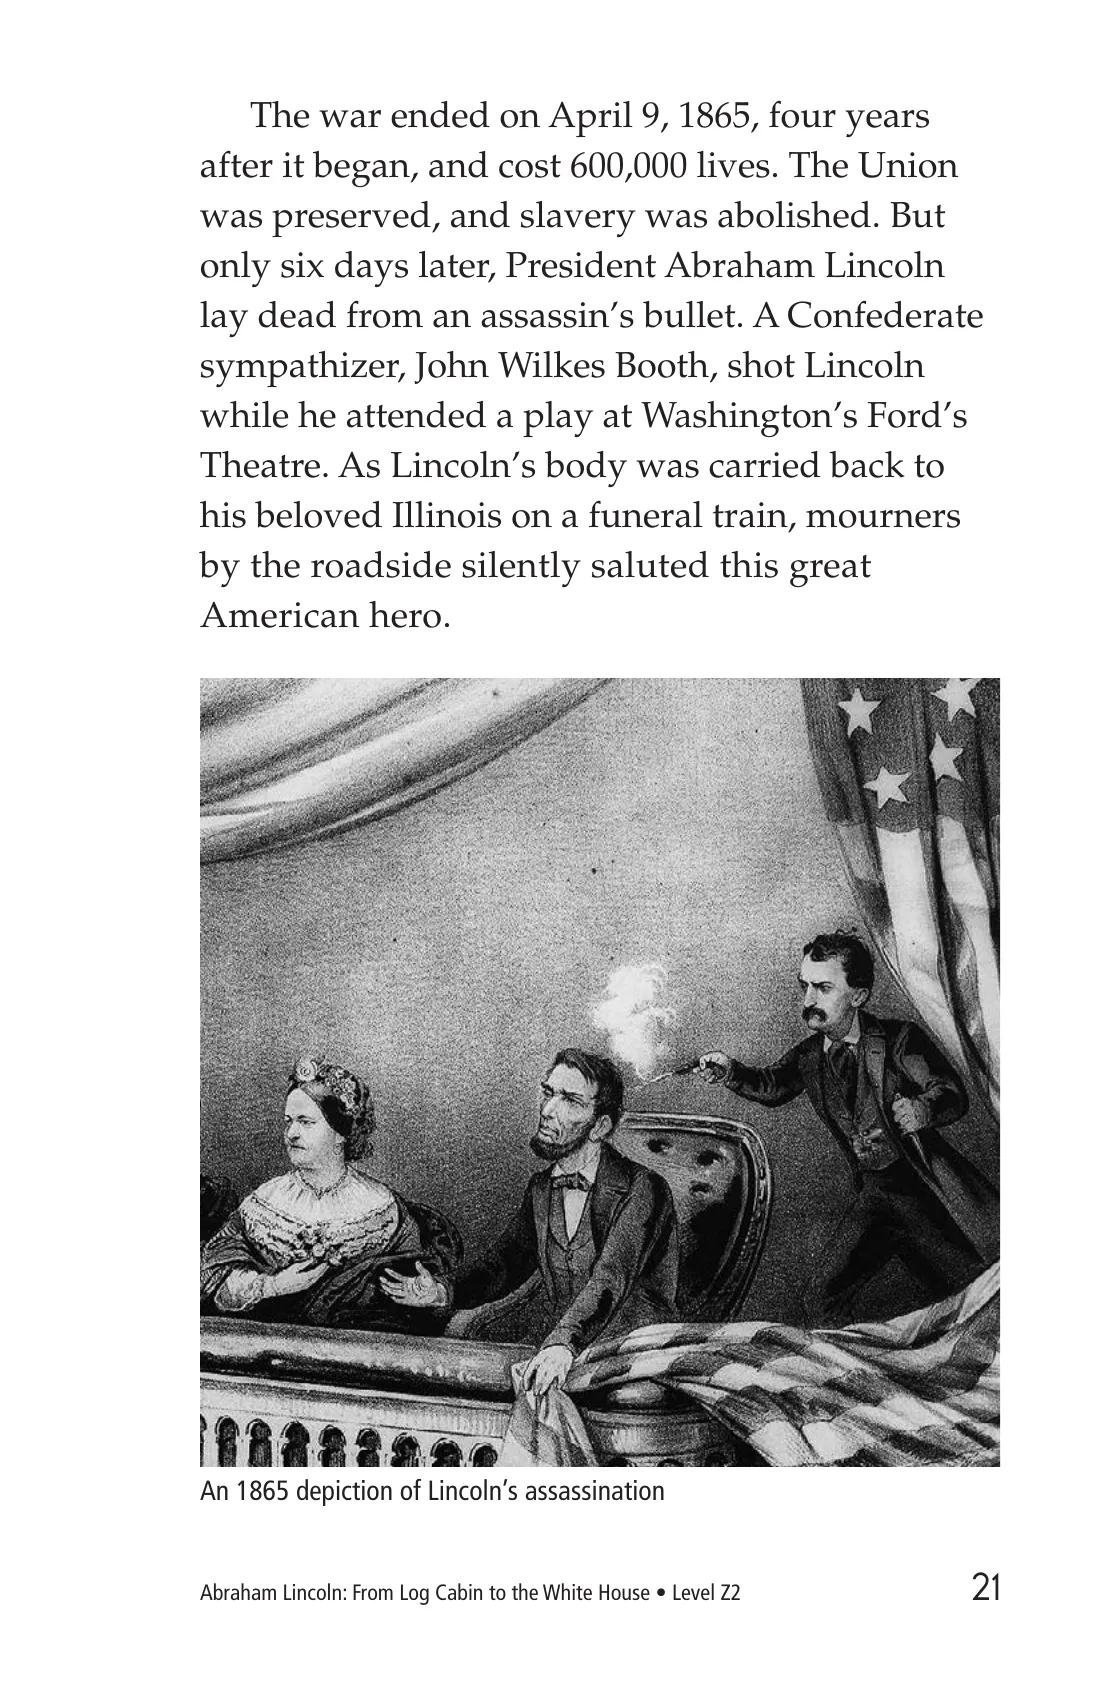 The war ended on April 9, 1865, four years
after it began, and cost 600,000 lives. The Union
was preserved, and slavery was abolished. But
only six days later, President Abraham Lincoln
lay dead from an assassin’s bullet. A Confederate
sympathizer, John Wilkes Booth, shot Lincoln
while he attended a play at Washington’s Ford’s
Theatre. As Lincoln’s body was carried back to
his beloved Illinois on a funeral train, mourners
by the roadside silently saluted this great
American hero.
An 1865 depiction of Lincoln’s assassination
Abraham Lincoln: From Log Cabin to the White House • Level Z2
21